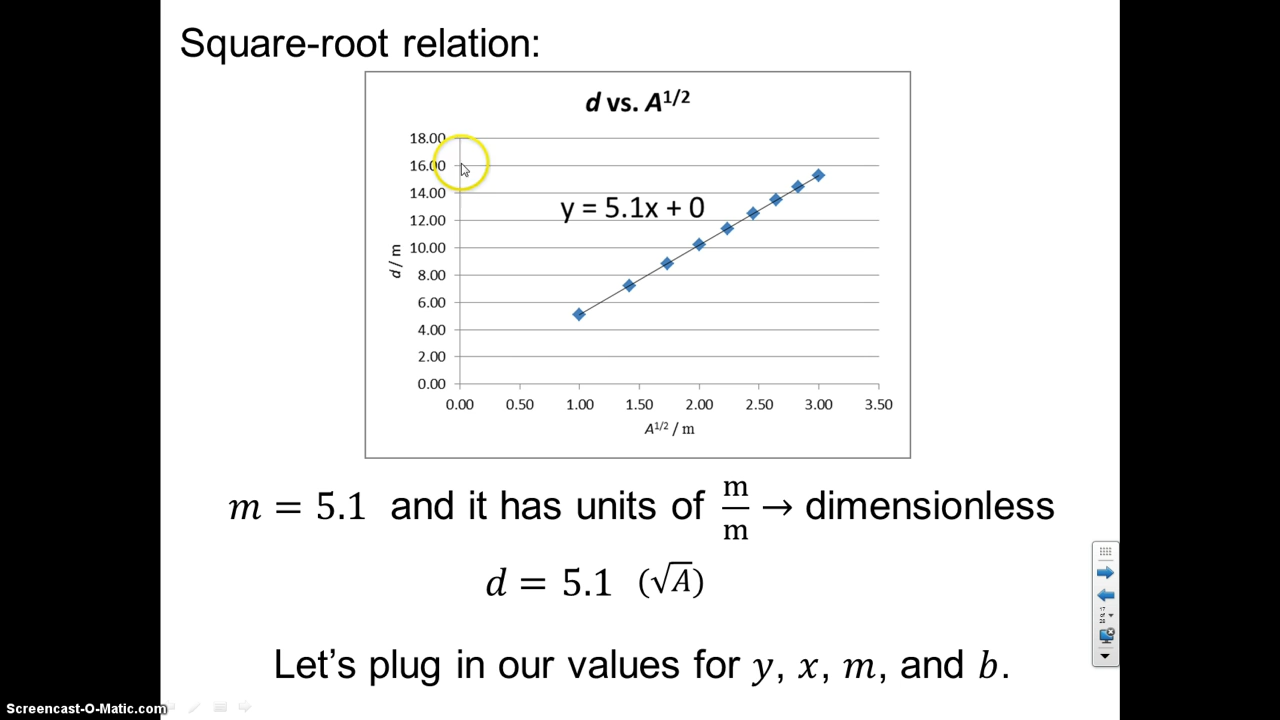 Square-root relation:
d vs. A^1/2
18.00
16.00
14.00
12.00
10.00
8.00
6.00
4.00
2.00
0.00
d / m
y = 5.1x + 0
0.00 0.50 1.00 1.50 2.00 2.50 3.00 3.50
A^1/2 / m
m = 5.1 and it has units of m/m → dimensionless
d = 5.1 (√A)
Let's plug in our values for y, x, m, and b.
17
of
Screencast-O-Matic.com